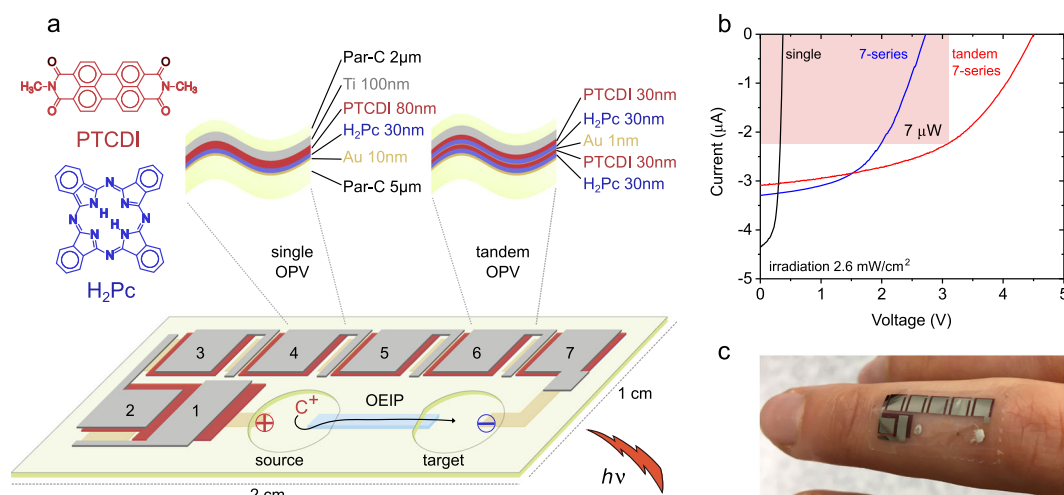 a
O
O
H₃C
N
N
CH₃
O
O
PTCDI
N
N
N
N
H
N
N
H
N
N
N
H₂Pc
Par-C 2µm
Ti 100nm
PTCDI 80nm
H₂Pc 30nm
Au 10nm
Par-C 5µm
single
OPV
PTCDI 30nm
H₂Pc 30nm
Au 1nm
PTCDI 30nm
H₂Pc 30nm
tandem
OPV
3
4
5
6
7
2
1
C⁺
OEIP
+
−
source
target
1 cm
2 cm
hν
b
0
-1
-2
-3
-4
-5
Current (µA)
single
7-series
tandem
7-series
7 µW
irradiation 2.6 mW/cm²
0
1
2
3
4
5
Voltage (V)
c